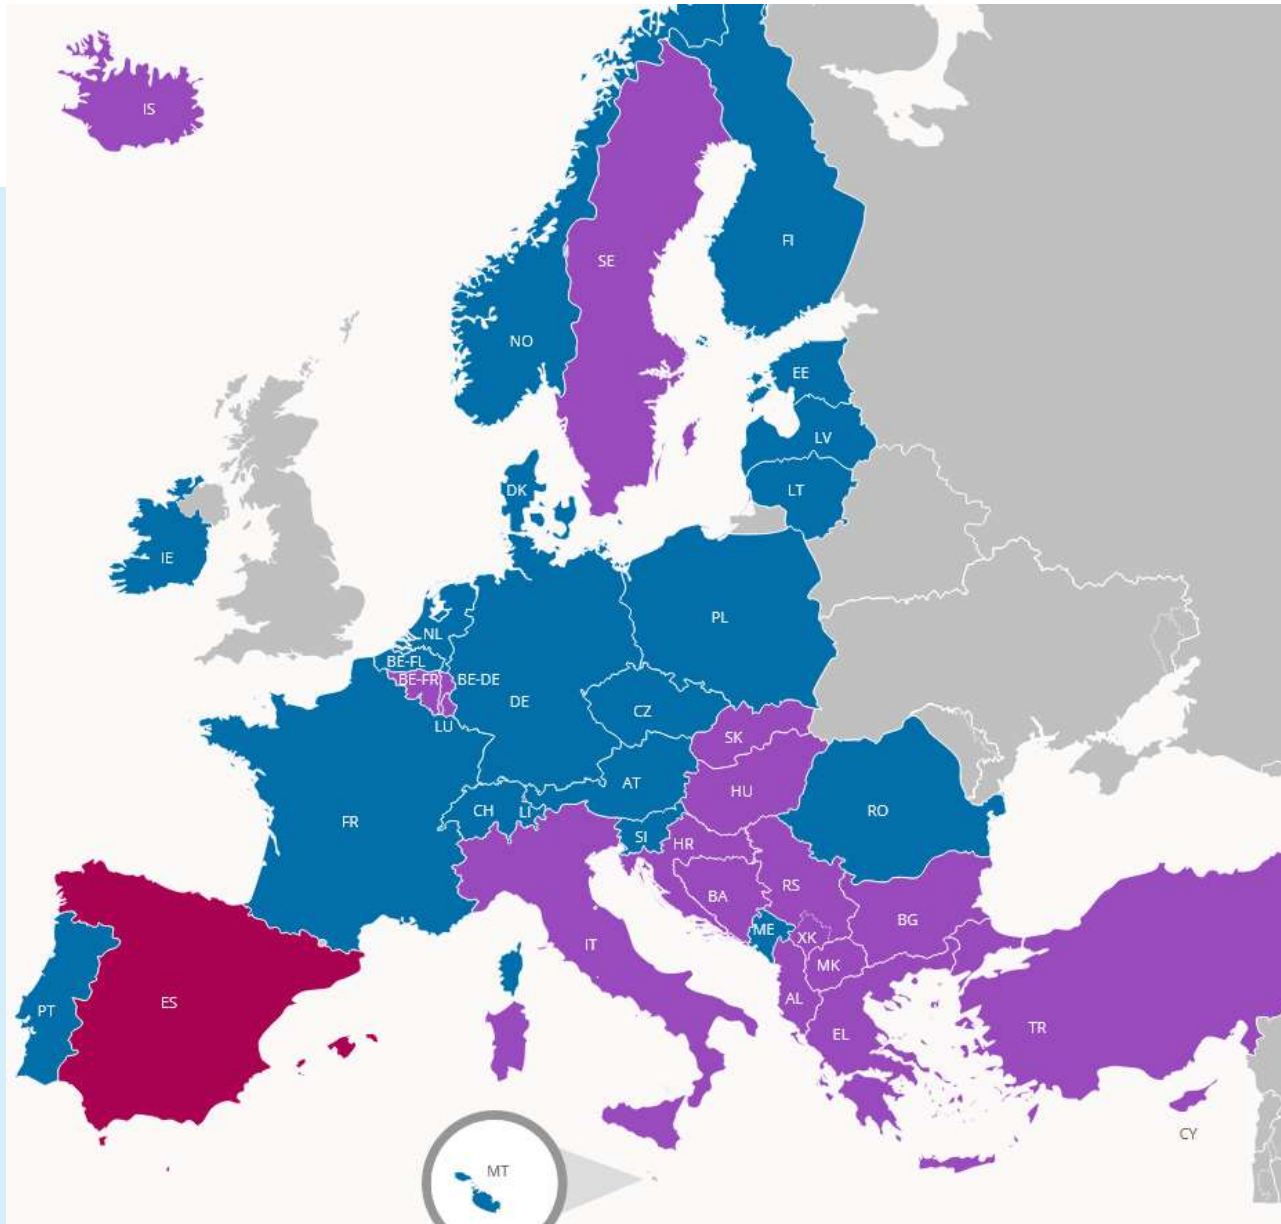 IS
SE
FI
NO
EE
LV
DK
LT
IE
PL
NL
BE-FL
BE-FR
BE-DE
DE
CZ
LU
SK
AT
HU
CH
LI
RO
FR
SI
HR
RS
BA
BG
ME
XK
IT
MK
AL
ES
PT
TR
EL
CY
MT